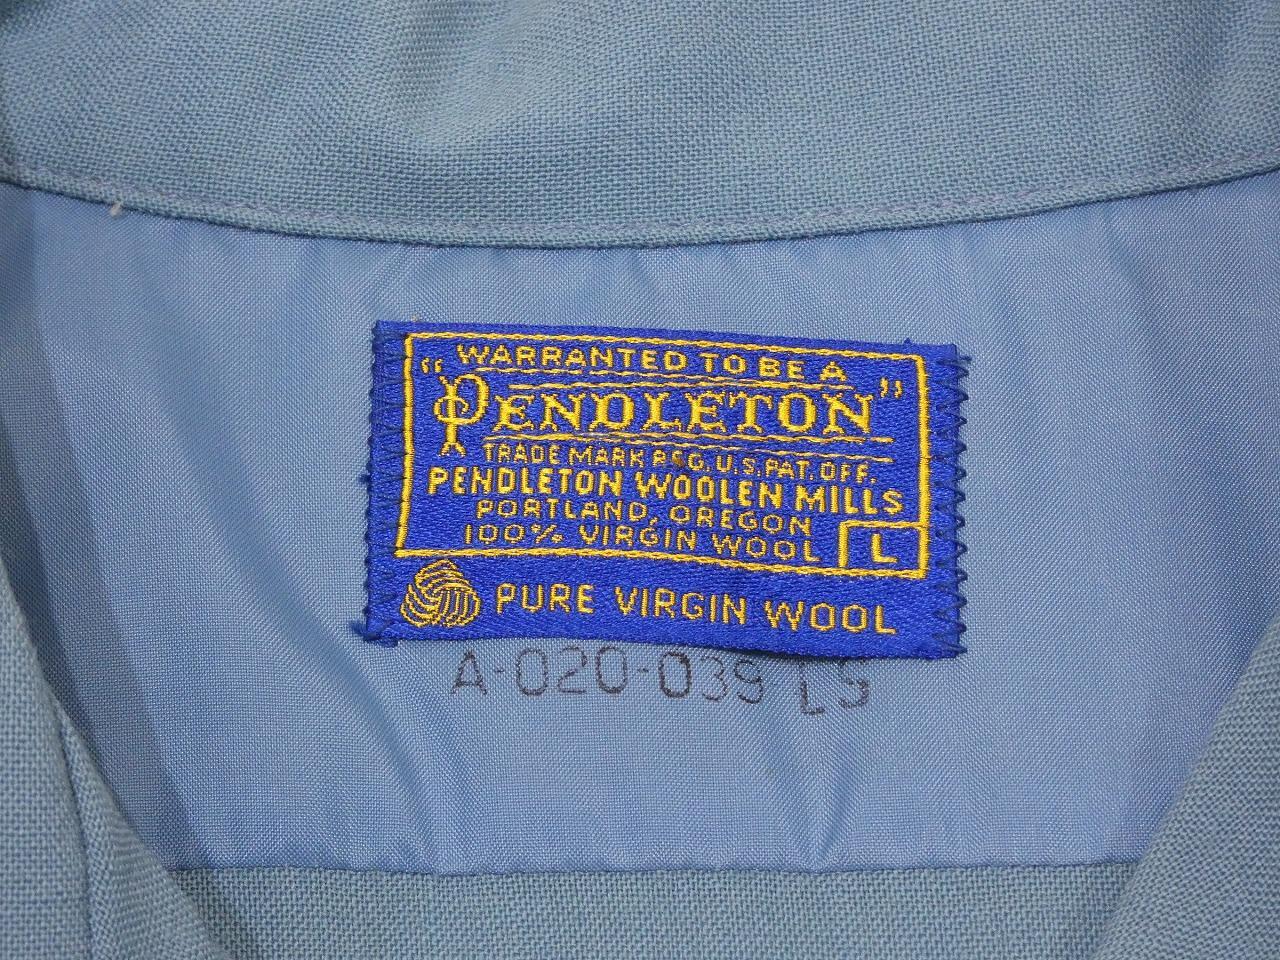 WARRANTED TO BE A
"PENDLETON"
TRADE MARK REG. U.S. PAT. OFF.
PENDLETON WOOLEN MILLS
PORTLAND, OREGON
100% VIRGIN WOOL L
PURE VIRGIN WOOL
A-020-039 LS